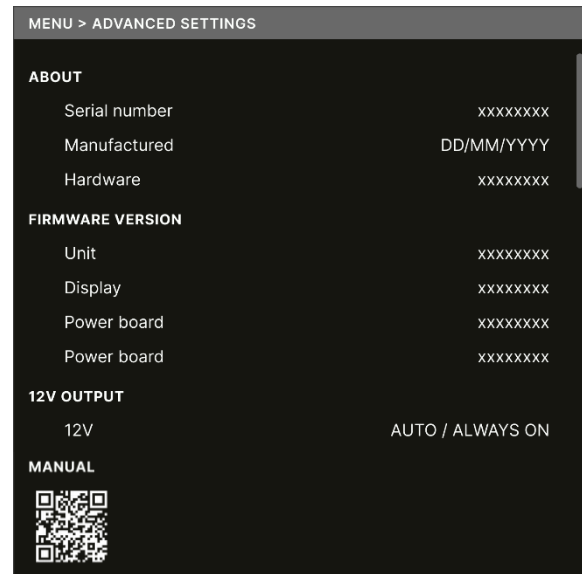 MENU > ADVANCED SETTINGS
ABOUT
Serial number xxxxxxxx
Manufactured DD/MM/YYYY
Hardware xxxxxxxx
FIRMWARE VERSION
Unit xxxxxxxx
Display xxxxxxxx
Power board xxxxxxxx
Power board xxxxxxxx
12V OUTPUT
12V AUTO / ALWAYS ON
MANUAL